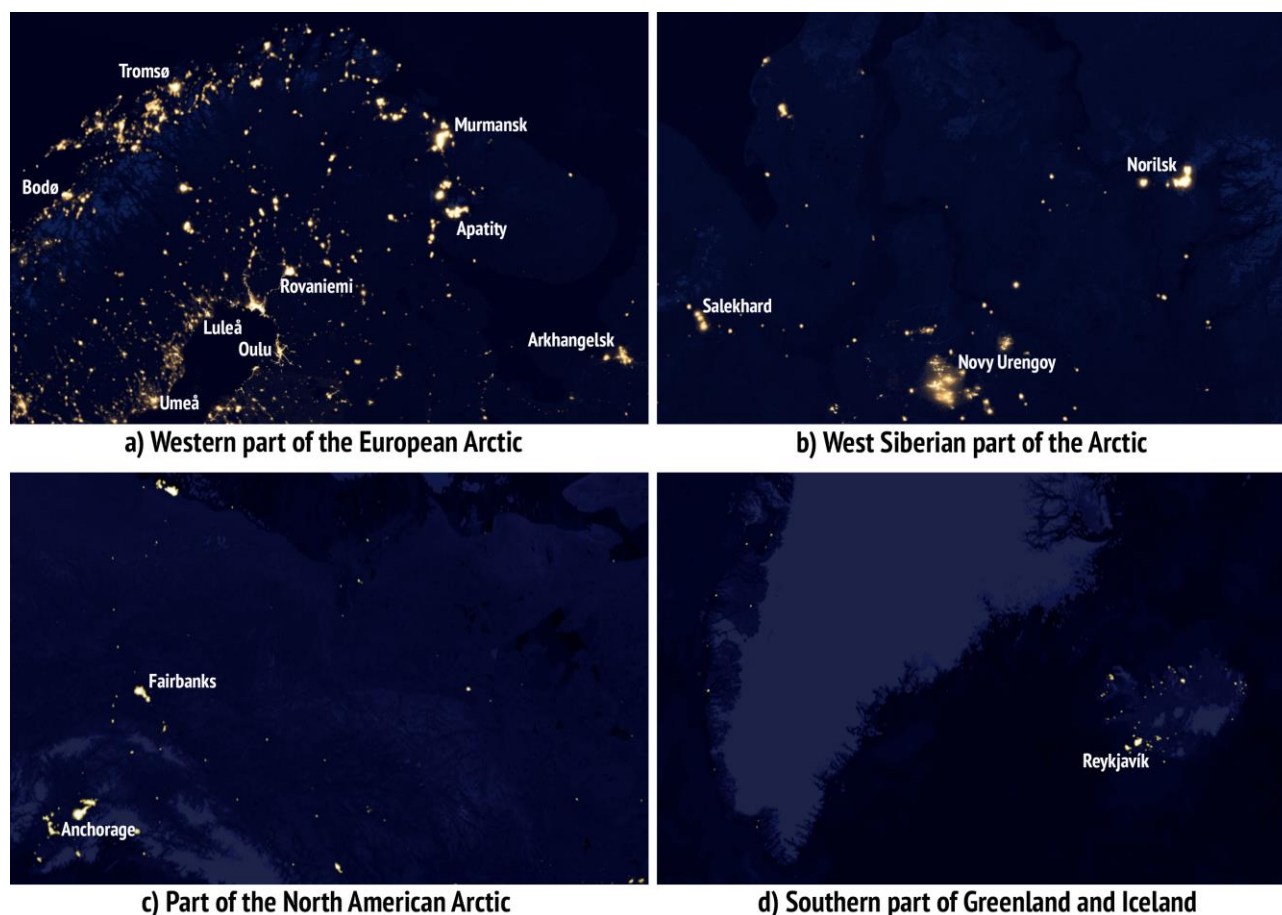 Tromsø
Murmansk
Bodø
Apatity
Rovaniemi
Luleå
Oulu
Arkhangelsk
Umeå
a) Western part of the European Arctic
Norilsk
Salekhard
Novy Urengoy
b) West Siberian part of the Arctic
Fairbanks
Anchorage
c) Part of the North American Arctic
Reykjavík
d) Southern part of Greenland and Iceland